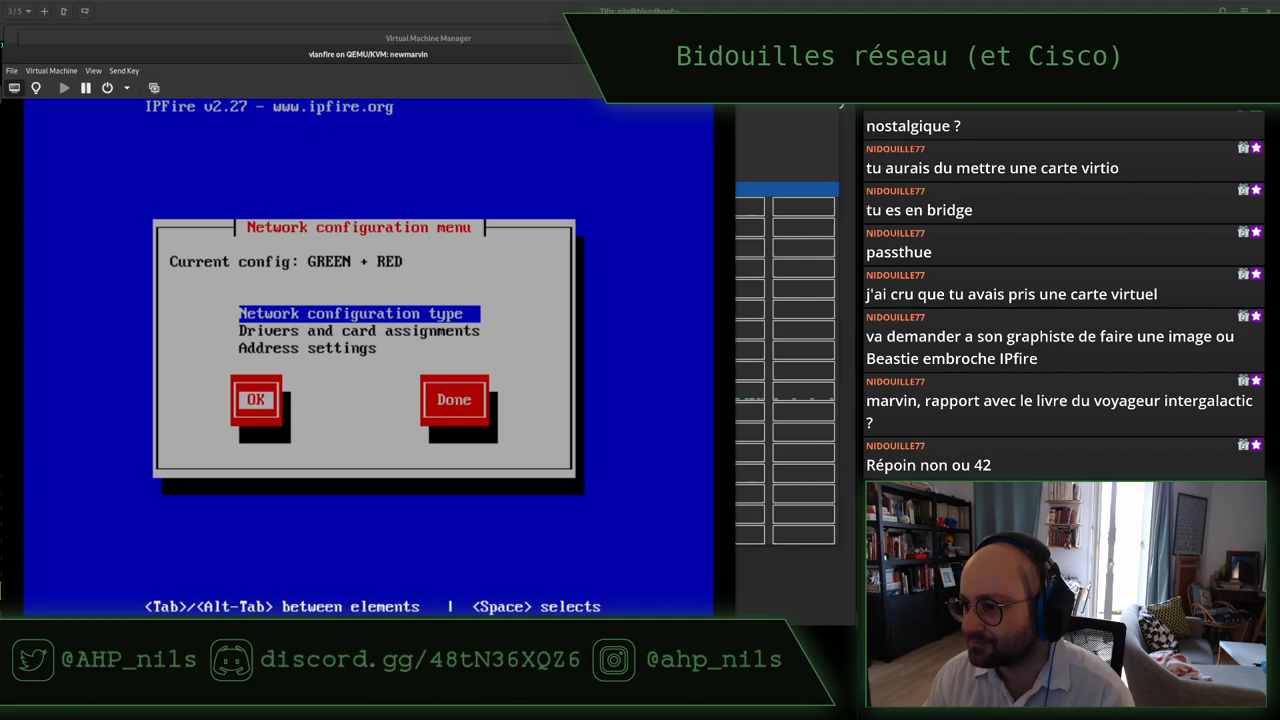 3/5
Tilix: nils@bloodhoof:~
Virtual Machine Manager
vlanfire on QEMU/KVM: newmarvin
File Virtual Machine View Send Key
Bidouilles réseau (et Cisco)
IPFire v2.27 - www.ipfire.org
Network configuration menu
Current config: GREEN + RED
Network configuration type
Drivers and card assignments
Address settings
OK Done
<Tab>/<Alt-Tab> between elements | <Space> selects
nostalgique ?
NIDOUILLE77
tu aurais du mettre une carte virtio
NIDOUILLE77
tu es en bridge
NIDOUILLE77
passthue
NIDOUILLE77
j'ai cru que tu avais pris une carte virtuel
NIDOUILLE77
va demander a son graphiste de faire une image ou
Beastie embroche IPfire
NIDOUILLE77
marvin, rapport avec le livre du voyageur intergalactic
?
NIDOUILLE77
Répoin non ou 42
@AHP_nils discord.gg/48tN36XQZ6 @ahp_nils